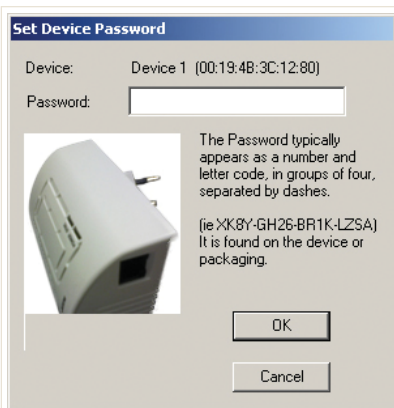 Set Device Password
Device: Device 1 (00:19:4B:3C:12:80)
Password:
The Password typically
appears as a number and
letter code, in groups of four,
separated by dashes.
(ie XK8Y-GH26-BR1K-LZSA)
It is found on the device or
packaging.
OK
Cancel